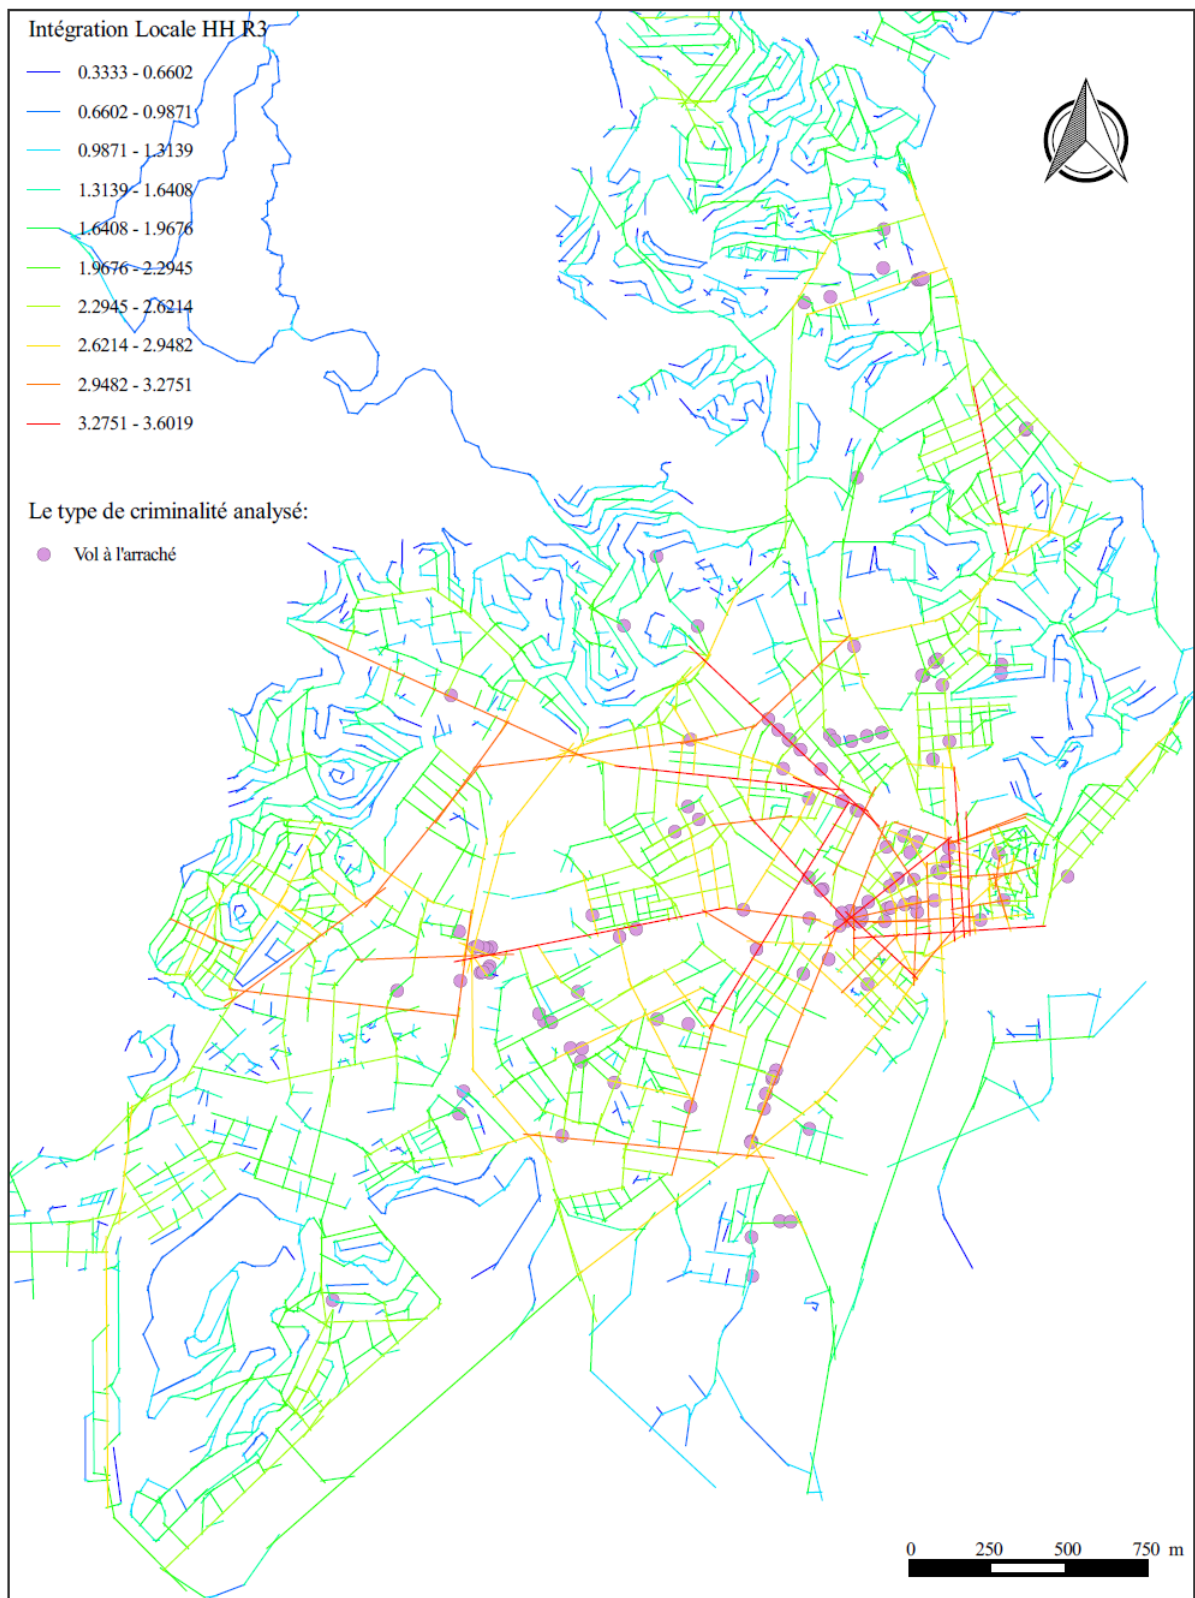 Intégration Locale HH R3
0.3333 - 0.6602
0.6602 - 0.9871
0.9871 - 1.3139
1.3139 - 1.6408
1.6408 - 1.9676
1.9676 - 2.2945
2.2945 - 2.6214
2.6214 - 2.9482
2.9482 - 3.2751
3.2751 - 3.6019
Le type de criminalité analysé:
Vol à l'arraché
0 250 500 750 m